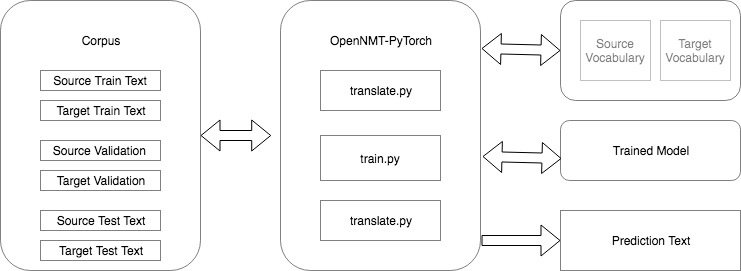 Corpus
Source Train Text
Target Train Text
Source Validation
Target Validation
Source Test Text
Target Test Text
OpenNMT-PyTorch
translate.py
train.py
translate.py
Source
Vocabulary
Target
Vocabulary
Trained Model
Prediction Text